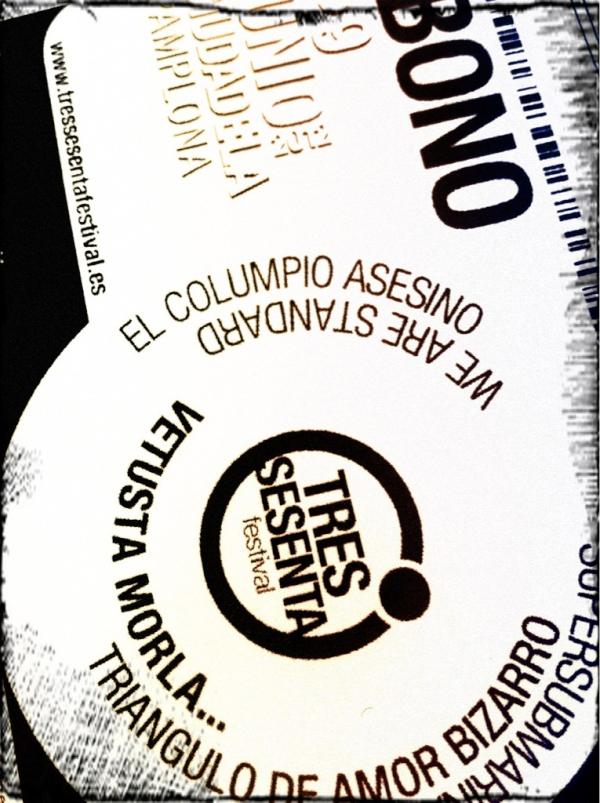 BONO
29
JUNIO
2012
CIUDADELA
PAMPLONA
www.tressesentafestival.es
EL COLUMPIO ASESINO
WE ARE STANDARD
VETUSTA MORLA...
TRIANGULO DE AMOR BIZARRO
SUPERSUBMARINA
TRES
SESENTA
festival